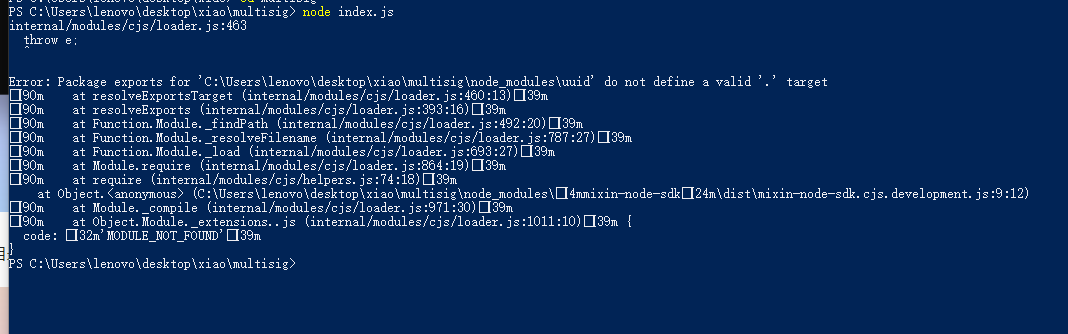 PS C:\Users\lenovo\desktop\xiao\multisig> node index.js
internal/modules/cjs/loader.js:463
  throw e;
  ^
Error: Package exports for 'C:\Users\lenovo\desktop\xiao\multisig\node_modules\uuid' do not define a valid '.' target
□90m    at resolveExportsTarget (internal/modules/cjs/loader.js:460:13)□39m
□90m    at resolveExports (internal/modules/cjs/loader.js:393:16)□39m
□90m    at Function.Module._findPath (internal/modules/cjs/loader.js:492:20)□39m
□90m    at Function.Module._resolveFilename (internal/modules/cjs/loader.js:787:27)□39m
□90m    at Function.Module._load (internal/modules/cjs/loader.js:693:27)□39m
□90m    at Module.require (internal/modules/cjs/loader.js:864:19)□39m
□90m    at require (internal/modules/cjs/helpers.js:74:18)□39m
    at Object.<anonymous> (C:\Users\lenovo\desktop\xiao\multisig\node_modules\□4mmixin-node-sdk□24m\dist\mixin-node-sdk.cjs.development.js:9:12)
□90m    at Module._compile (internal/modules/cjs/loader.js:971:30)□39m
□90m    at Object.Module._extensions..js (internal/modules/cjs/loader.js:1011:10)□39m {
  code: □32m'MODULE_NOT_FOUND'□39m
}
PS C:\Users\lenovo\desktop\xiao\multisig>